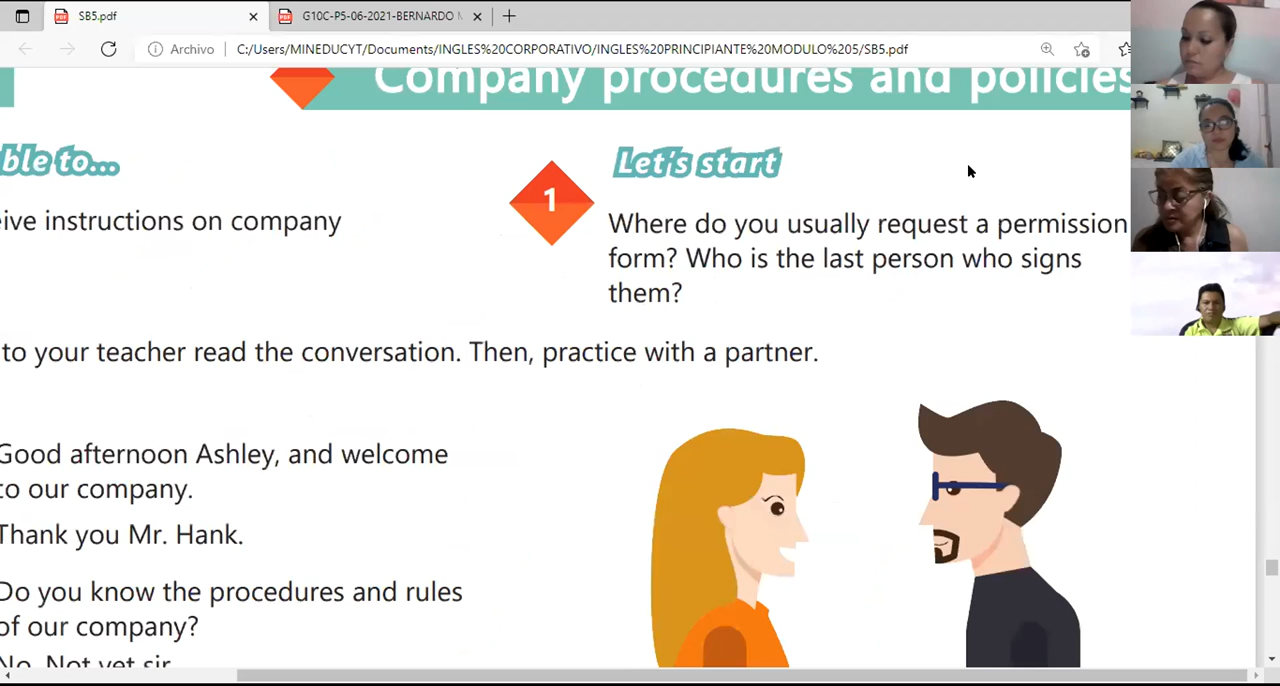 SB5.pdf
G10C-P5-06-2021-BERNARDO
Archivo
C:/Users/MINEDUCYT/Documents/INGLES%20CORPORATIVO/INGLES%20PRINCIPIANTE%20MODULO%205/SB5.pdf
Company procedures and policies
ble to...
eive instructions on company
1
Let's start
Where do you usually request a permission
form? Who is the last person who signs
them?
to your teacher read the conversation. Then, practice with a partner.
Good afternoon Ashley, and welcome
to our company.
Thank you Mr. Hank.
Do you know the procedures and rules
of our company?
No. Not yet sir